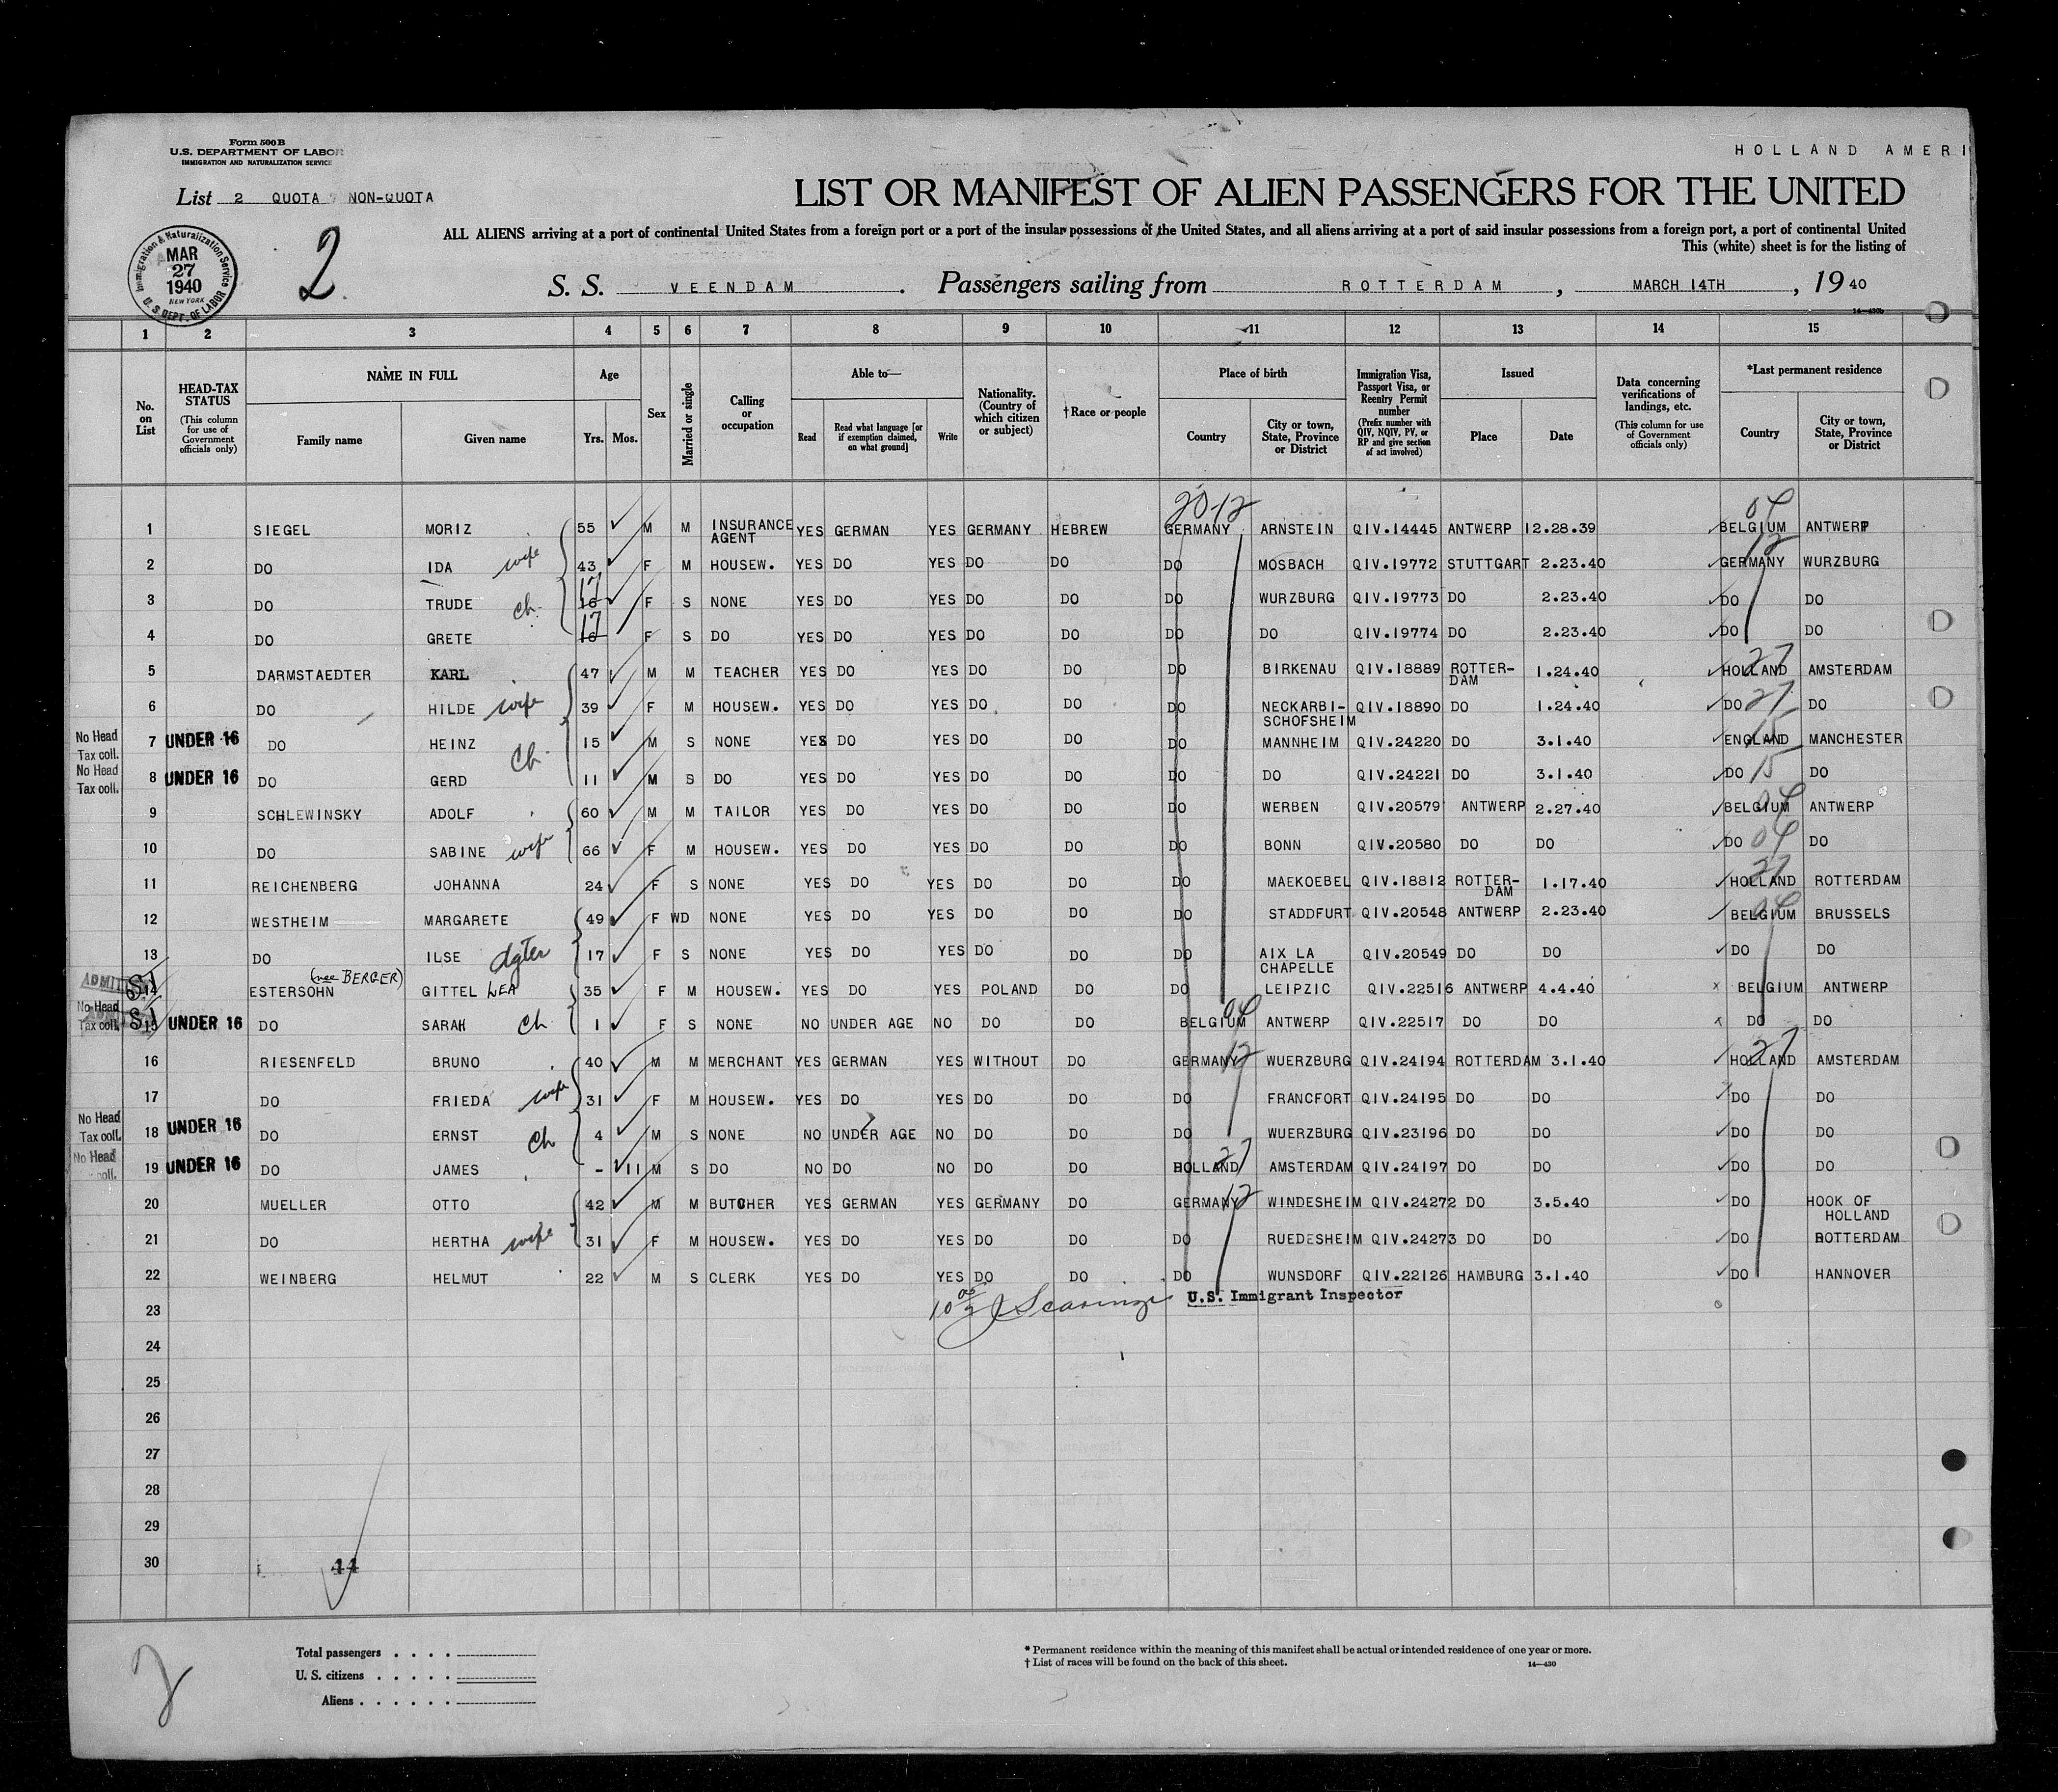 Form 500 B
U.S. DEPARTMENT OF LABOR
IMMIGRATION AND NATURALIZATION SERVICE
HOLLAND AMERI
List 2 QUOTA NON-QUOTA
LIST OR MANIFEST OF ALIEN PASSENGERS FOR THE UNITED
ALL ALIENS arriving at a port of continental United States from a foreign port or a port of the insular possessions of the United States, and all aliens arriving at a port of said insular possessions from a foreign port, a port of continental United
This (white) sheet is for the listing of
Immigration & Naturalization Service
MAR
27
1940
NEW YORK
U.S. DEPT. OF LABOR
2
S. S. VEENDAM. Passengers sailing from ROTTERDAM, MARCH 14TH, 19 40
14—430b
1 2 3 4 5 6 7 8 9 10 11 12 13 14 15
No. on List
HEAD-TAX STATUS
(This column for use of Government officials only)
NAME IN FULL
Family name Given name
Age
Yrs. Mos.
Sex
Married or single
Calling or occupation
Able to—
Read Read what language [or if exemption claimed, on what ground] Write
Nationality. (Country of which citizen or subject)
†Race or people
Place of birth
Country City or town, State, Province or District
Immigration Visa, Passport Visa, or Reentry Permit number
(Prefix number with QIV, NQIV, PV, or RP and give section of act involved)
Issued
Place Date
Data concerning verifications of landings, etc.
(This column for use of Government officials only)
*Last permanent residence
Country City or town, State, Province or District
20-12 04
1 SIEGEL MORIZ 55 M M INSURANCE AGENT YES GERMAN YES GERMANY HEBREW GERMANY ARNSTEIN QIV.14445 ANTWERP 12.28.39 BELGIUM ANTWERP
2 DO IDA wife 43 F M HOUSEW. YES DO YES DO DO DO MOSBACH QIV.19772 STUTTGART 2.23.40 12 GERMANY WURZBURG
3 DO TRUDE ch. 16 17 F S NONE YES DO YES DO DO DO WURZBURG QIV.19773 DO 2.23.40 DO DO
4 DO GRETE 16 17 F S DO YES DO YES DO DO DO DO QIV.19774 DO 2.23.40 DO DO
5 DARMSTAEDTER KARL 47 M M TEACHER YES DO YES DO DO DO BIRKENAU QIV.18889 ROTTER-DAM 1.24.40 HOLLAND 27 AMSTERDAM
6 DO HILDE wife 39 F M HOUSEW. YES DO YES DO DO DO NECKARBI-SCHOFSHEIM QIV.18890 DO 1.24.40 DO 27 DO
No Head Tax coll. 7 UNDER 16 DO HEINZ Ch. 15 M S NONE YES DO YES DO DO DO MANNHEIM QIV.24220 DO 3.1.40 ENGLAND 15 MANCHESTER
No Head Tax coll. 8 UNDER 16 DO GERD 11 M S DO YES DO YES DO DO DO DO QIV.24221 DO 3.1.40 DO 15 DO
9 SCHLEWINSKY ADOLF 60 M M TAILOR YES DO YES DO DO DO WERBEN QIV.20579 ANTWERP 2.27.40 BELGIUM 04 ANTWERP
10 DO SABINE wife 66 F M HOUSEW. YES DO YES DO DO DO BONN QIV.20580 DO DO DO 04 DO
11 REICHENBERG JOHANNA 24 F S NONE YES DO YES DO DO DO MAEKOEBEL QIV.18812 ROTTER-DAM 1.17.40 HOLLAND 27 ROTTERDAM
12 WESTHEIM MARGARETE 49 F WD NONE YES DO YES DO DO DO STADDFURT QIV.20548 ANTWERP 2.23.40 BELGIUM 04 BRUSSELS
13 DO ILSE dgter 17 F S NONE YES DO YES DO DO DO AIX LA CHAPELLE QIV.20549 DO DO DO DO
ADMITTED SI 14 ESTERSOHN (nee BERGER) GITTEL LEA 35 F M HOUSEW. YES DO YES POLAND DO DO LEIPZIC QIV.22516 ANTWERP 4.4.40 x BELGIUM ANTWERP
No Head Tax coll. SI 15 UNDER 16 DO SARAH Ch 1 F S NONE NO UNDER AGE NO DO DO BELGIUM 04 ANTWERP QIV.22517 DO DO x DO DO
16 RIESENFELD BRUNO 40 M M MERCHANT YES GERMAN YES WITHOUT DO GERMANY 12 WUERZBURG QIV.24194 ROTTERDAM 3.1.40 HOLLAND 27 AMSTERDAM
17 DO FRIEDA wife 31 F M HOUSEW. YES DO YES DO DO DO FRANCFORT QIV.24195 DO DO DO DO
No Head Tax coll. 18 UNDER 16 DO ERNST Ch 4 M S NONE NO UNDER AGE NO DO DO DO WUERZBURG QIV.23196 DO DO DO DO
No Head coll. 19 UNDER 16 DO JAMES - 11 M S DO NO DO NO DO DO HOLLAND 27 AMSTERDAM QIV.24197 DO DO DO DO
20 MUELLER OTTO 42 M M BUTCHER YES GERMAN YES GERMANY DO GERMANY 12 WINDESHEIM QIV.24272 DO 3.5.40 DO HOOK OF HOLLAND
21 DO HERTHA wife 31 F M HOUSEW. YES DO YES DO DO DO RUEDESHEIM QIV.24273 DO DO DO ROTTERDAM
22 WEINBERG HELMUT 22 M S CLERK YES DO YES DO DO DO WUNSDORF QIV.22126 HAMBURG 3.1.40 DO HANNOVER
U.S. Immigrant Inspector
23
24
25
26
27
28
29
30 44
2
Total passengers
U. S. citizens
Aliens
* Permanent residence within the meaning of this manifest shall be actual or intended residence of one year or more.
† List of races will be found on the back of this sheet.
14—430